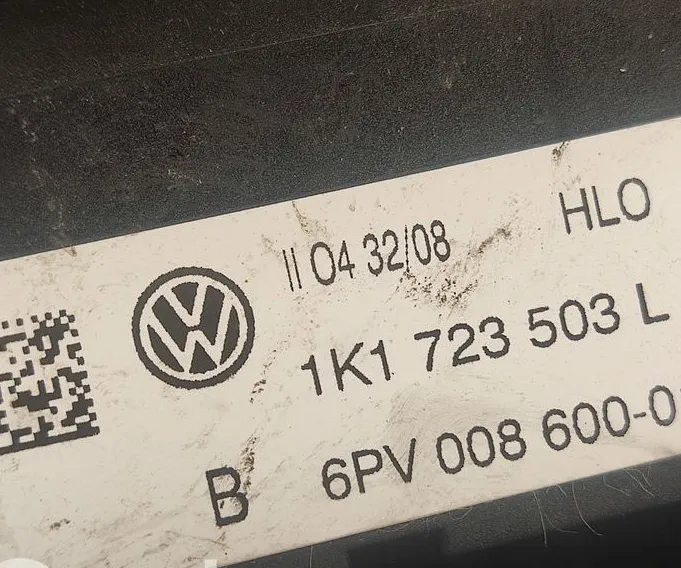 HLO
II 04 32/08
1K1 723 503 L
B 6PV 008 600-0